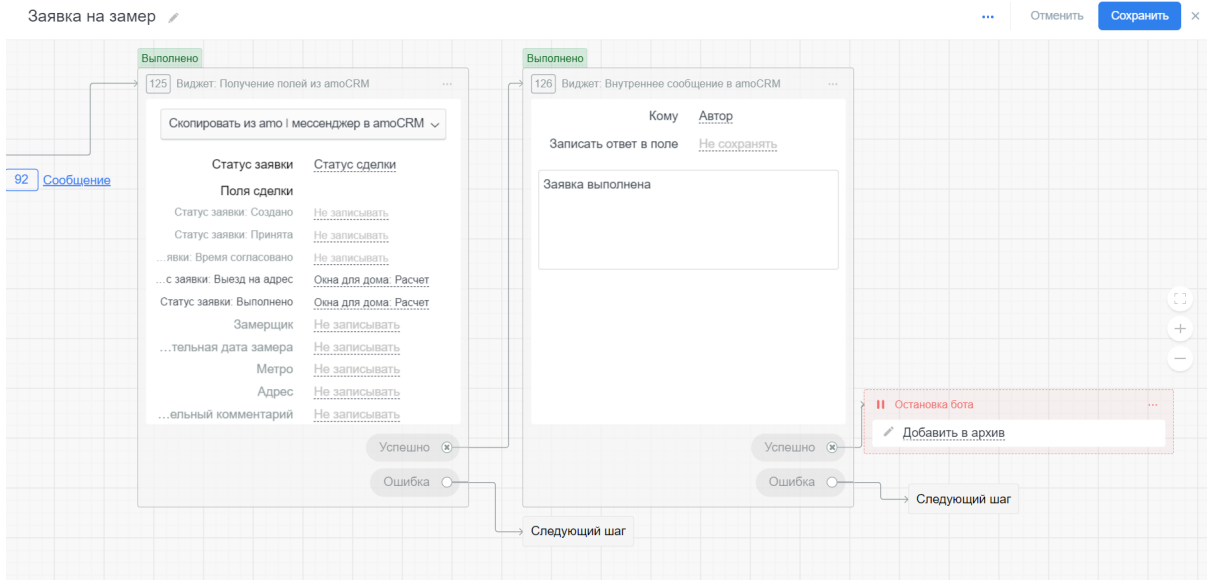 Заявка на замер
... Отменить Сохранить ×
Выполнено
125 Виджет: Получение полей из amoCRM ...
Скопировать из amo | мессенджер в amoCRM
Статус заявки Статус сделки
Поля сделки
Статус заявки: Создано Не записывать
Статус заявки: Принята Не записывать
...явки: Время согласовано Не записывать
...с заявки: Выезд на адрес Окна для дома: Расчет
Статус заявки: Выполнено Окна для дома: Расчет
Замерщик Не записывать
...тельная дата замера Не записывать
Метро Не записывать
Адрес Не записывать
...ельный комментарий Не записывать
Успешно
Ошибка
92 Сообщение
Выполнено
126 Виджет: Внутреннее сообщение в amoCRM ...
Кому Автор
Записать ответ в поле Не сохранять
Заявка выполнена
Успешно
Ошибка
Остановка бота ...
Добавить в архив
Следующий шаг
Следующий шаг